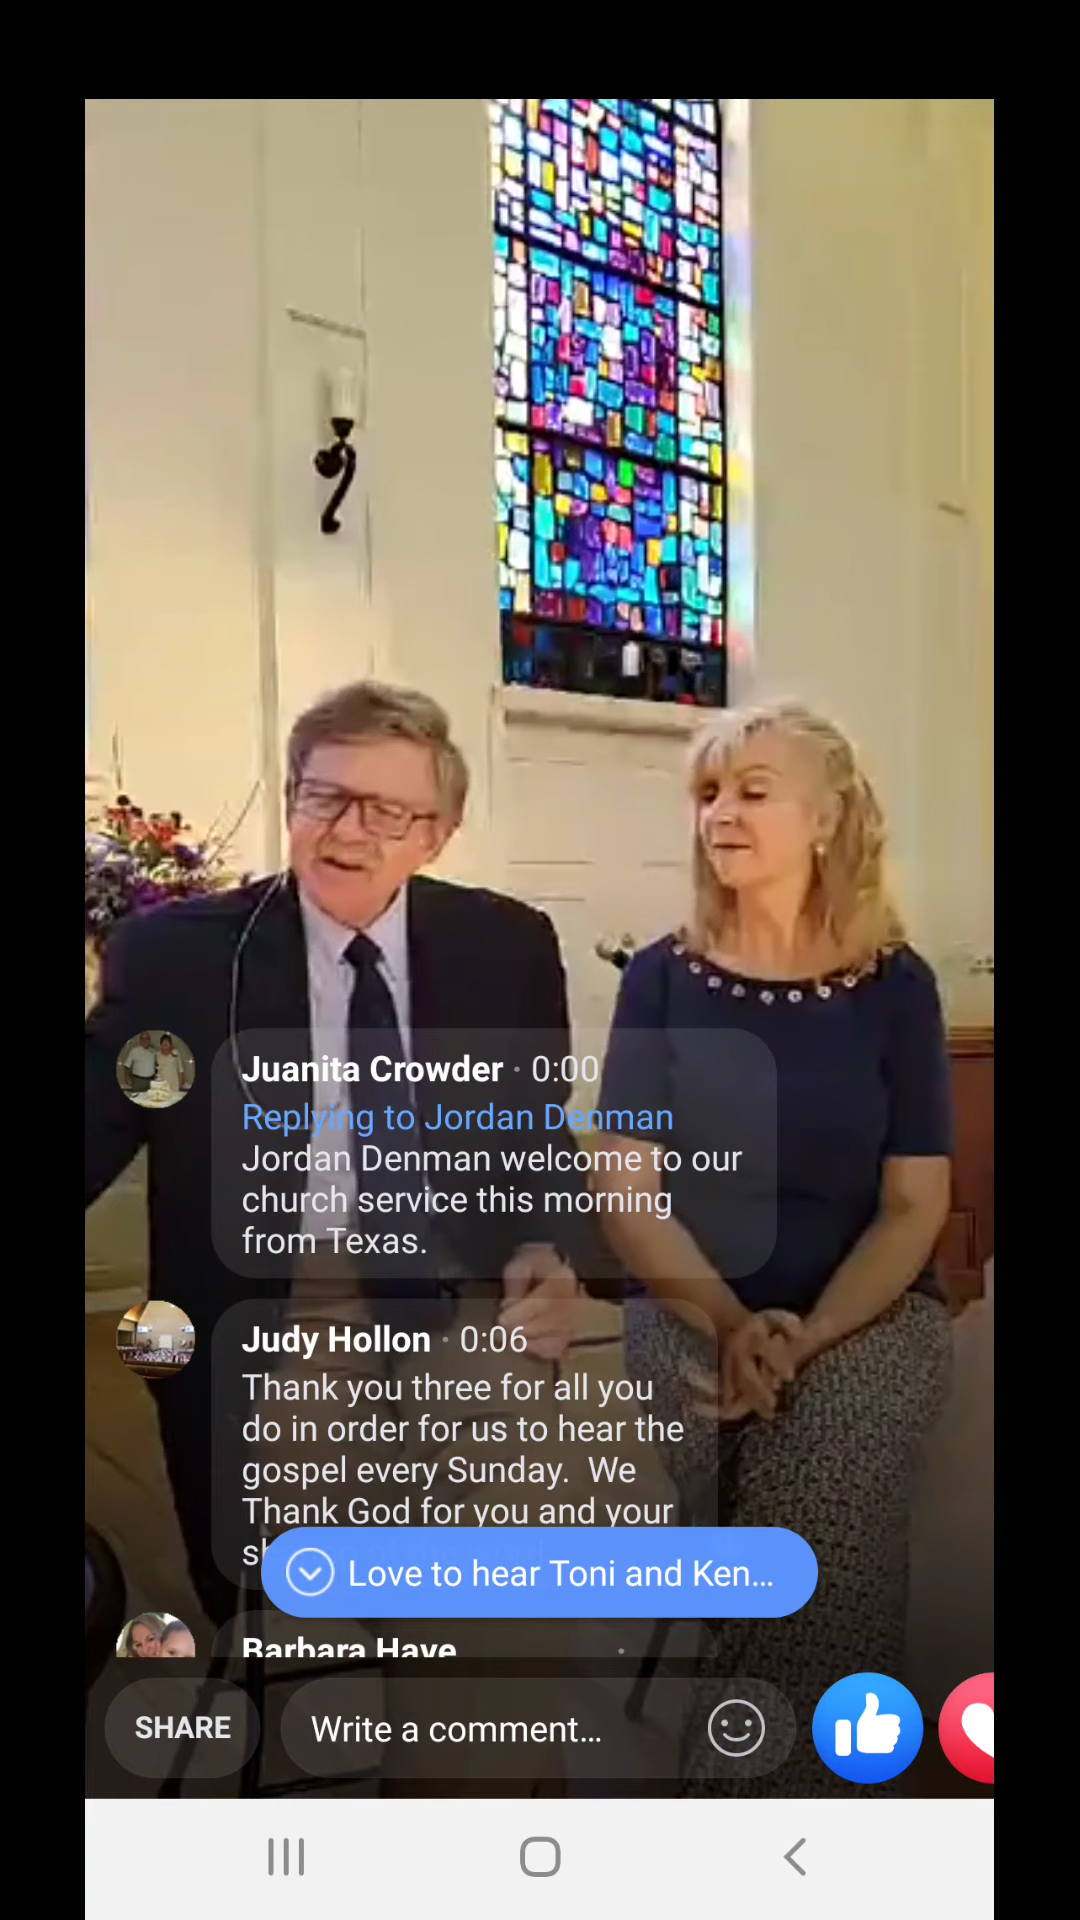 Juanita Crowder · 0:00
Replying to Jordan Denman
Jordan Denman welcome to our
church service this morning
from Texas.
Judy Hollon · 0:06
Thank you three for all you
do in order for us to hear the
gospel every Sunday.  We
Thank God for you and your
Love to hear Toni and Ken...
Barbara Haye ·
SHARE
Write a comment...